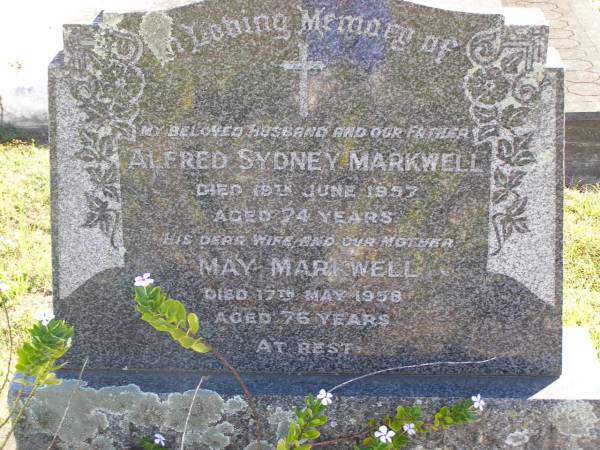 In Loving Memory of
My Beloved Husband and Our Father
Alfred Sydney Markwell
Died 19th June 1957
Aged 74 Years.
His Dear Wife and Our Mother
May Markwell
Died 17th May 1958
Aged 76 Years
At Rest